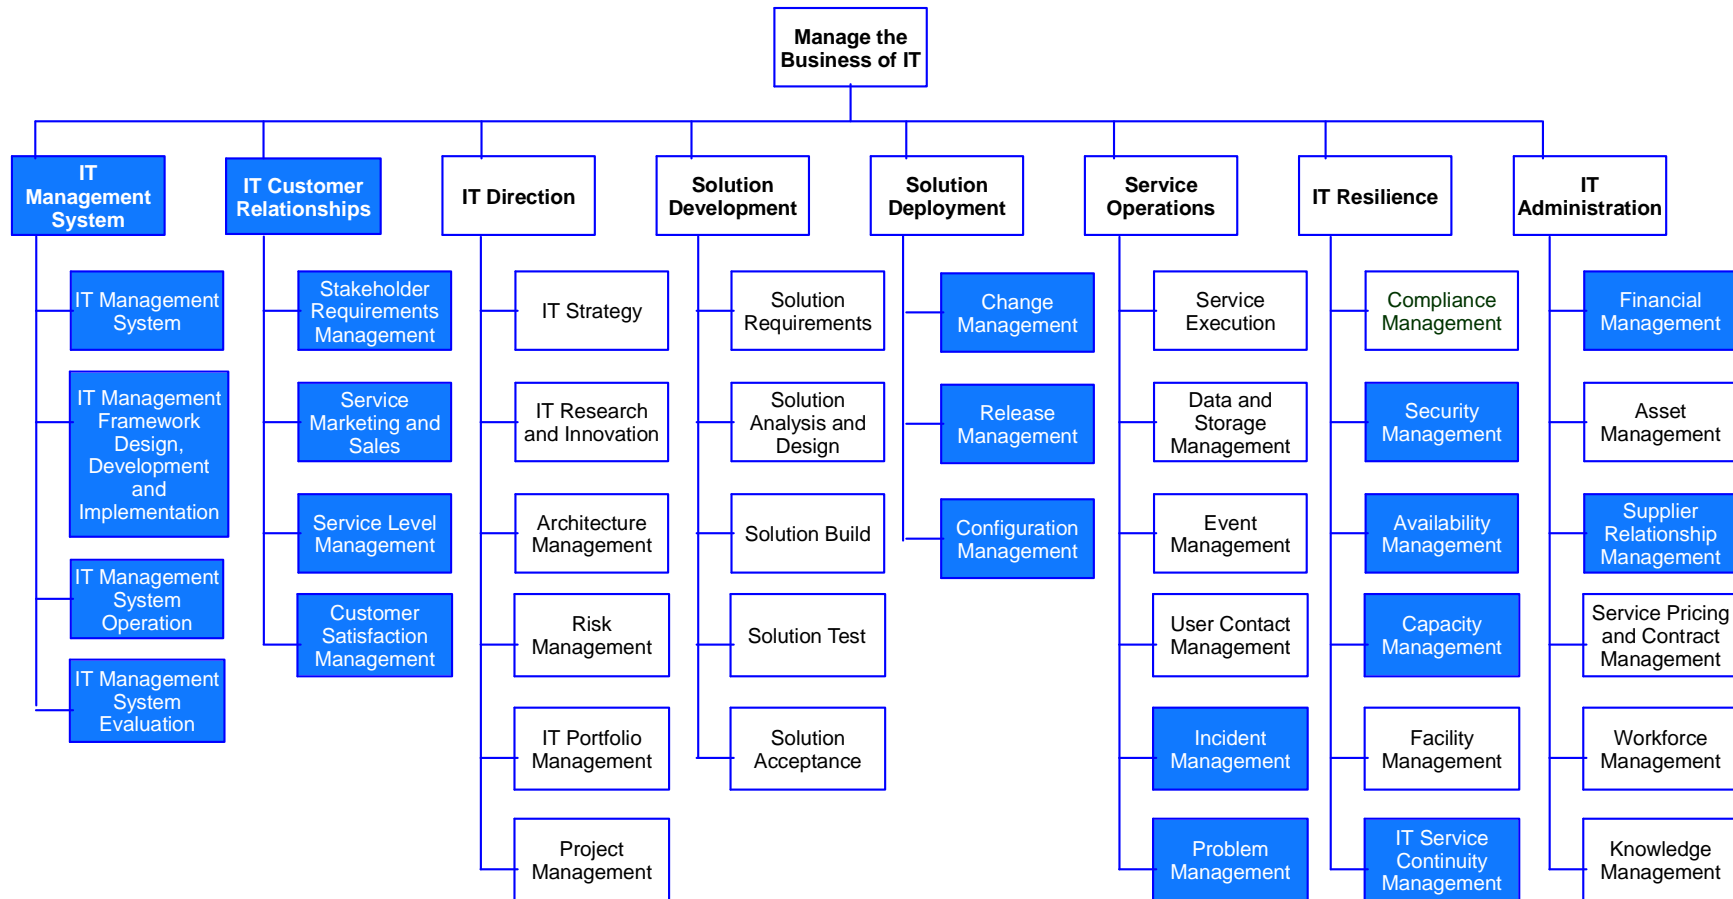 Manage the
Business of IT
IT
Management
System
IT Customer
Relationships
IT Direction
Solution
Development
Solution
Deployment
Service
Operations
IT Resilience
IT
Administration
IT Management
System
IT Management
Framework
Design,
Development
and
Implementation
IT Management
System
Operation
IT Management
System
Evaluation
Stakeholder
Requirements
Management
Service
Marketing and
Sales
Service Level
Management
Customer
Satisfaction
Management
IT Strategy
IT Research
and Innovation
Architecture
Management
Risk
Management
IT Portfolio
Management
Project
Management
Solution
Requirements
Solution
Analysis and
Design
Solution Build
Solution Test
Solution
Acceptance
Change
Management
Release
Management
Configuration
Management
Service
Execution
Data and
Storage
Management
Event
Management
User Contact
Management
Incident
Management
Problem
Management
Compliance
Management
Security
Management
Availability
Management
Capacity
Management
Facility
Management
IT Service
Continuity
Management
Financial
Management
Asset
Management
Supplier
Relationship
Management
Service Pricing
and Contract
Management
Workforce
Management
Knowledge
Management